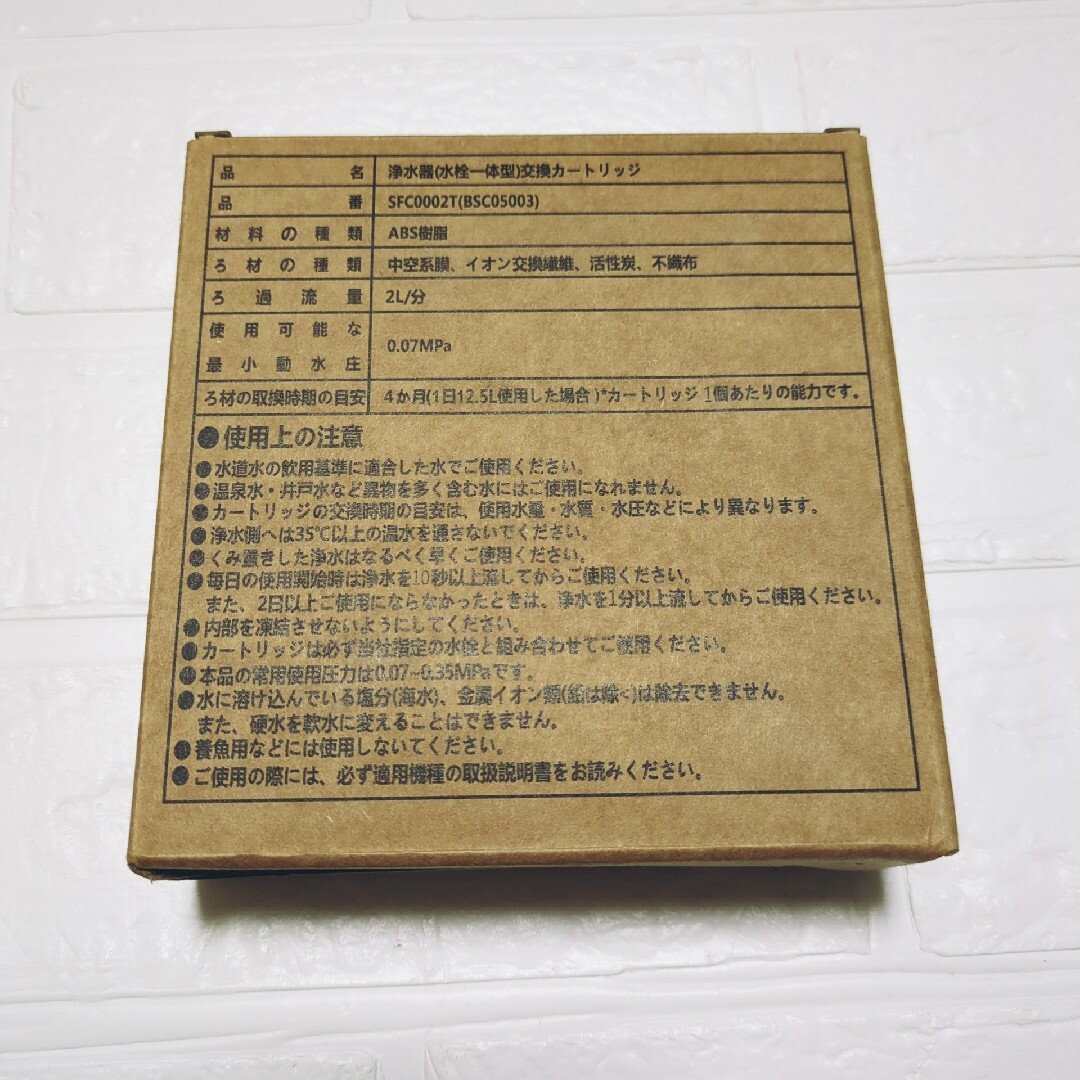 品名 浄水器(水栓一体型)交換カートリッジ
品番 SFC0002T(BSC05003)
材料の種類 ABS樹脂
ろ材の種類 中空系膜、イオン交換繊維、活性炭、不織布
ろ過流量 2L/分
使用可能な
最小動水圧 0.07MPa
ろ材の取換時期の目安 4か月(1日12.5L使用した場合)*カートリッジ1個あたりの能力です。
●使用上の注意
●水道水の飲用基準に適合した水でご使用ください。
●温泉水・井戸水など異物を多く含む水にはご使用になれません。
●カートリッジの交換時期の目安は、使用水量・水質・水圧などにより異なります。
●浄水側へは35℃以上の温水を通さないでください。
●くみ置きした浄水はなるべく早くご使用ください。
●毎日の使用開始時は浄水を10秒以上流してからご使用ください。
また、2日以上ご使用にならなかったときは、浄水を1分以上流してからご使用ください。
●内部を凍結させないようにしてください。
●カートリッジは必ず当社指定の水栓と組み合わせてご使用ください。
●本品の常用使用圧力は0.07~0.35MPaです。
●水に溶け込んでいる塩分(海水)、金属イオン類(鉛は除<)は除去できません。
また、硬水を軟水に変えることはできません。
●養魚用などには使用しないてください。
●ご使用の際には、必ず適用機種の取扱説明書をお読みください。